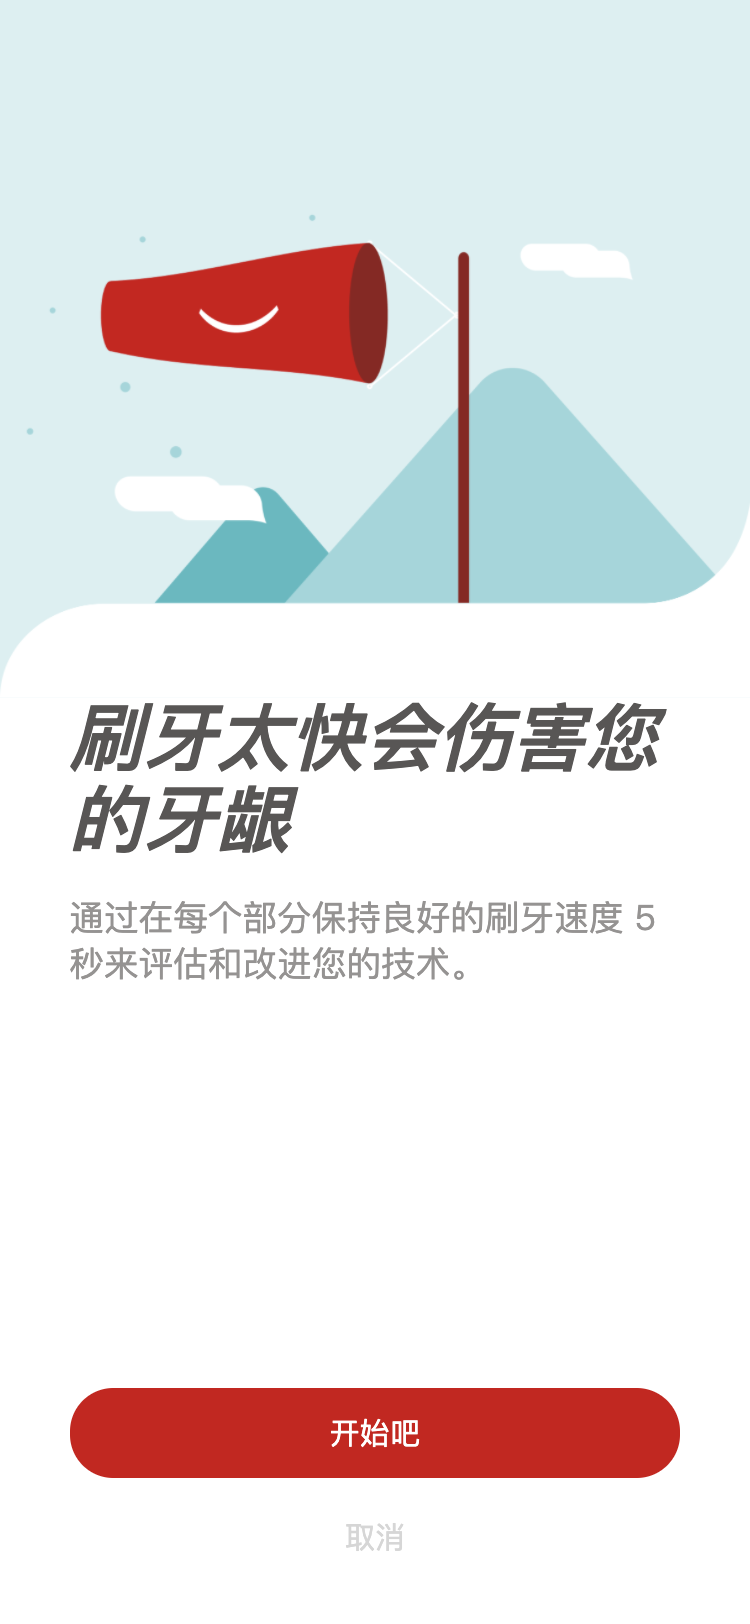 刷牙太快会伤害您
的牙龈
通过在每个部分保持良好的刷牙速度 5
秒来评估和改进您的技术。
开始吧
取消